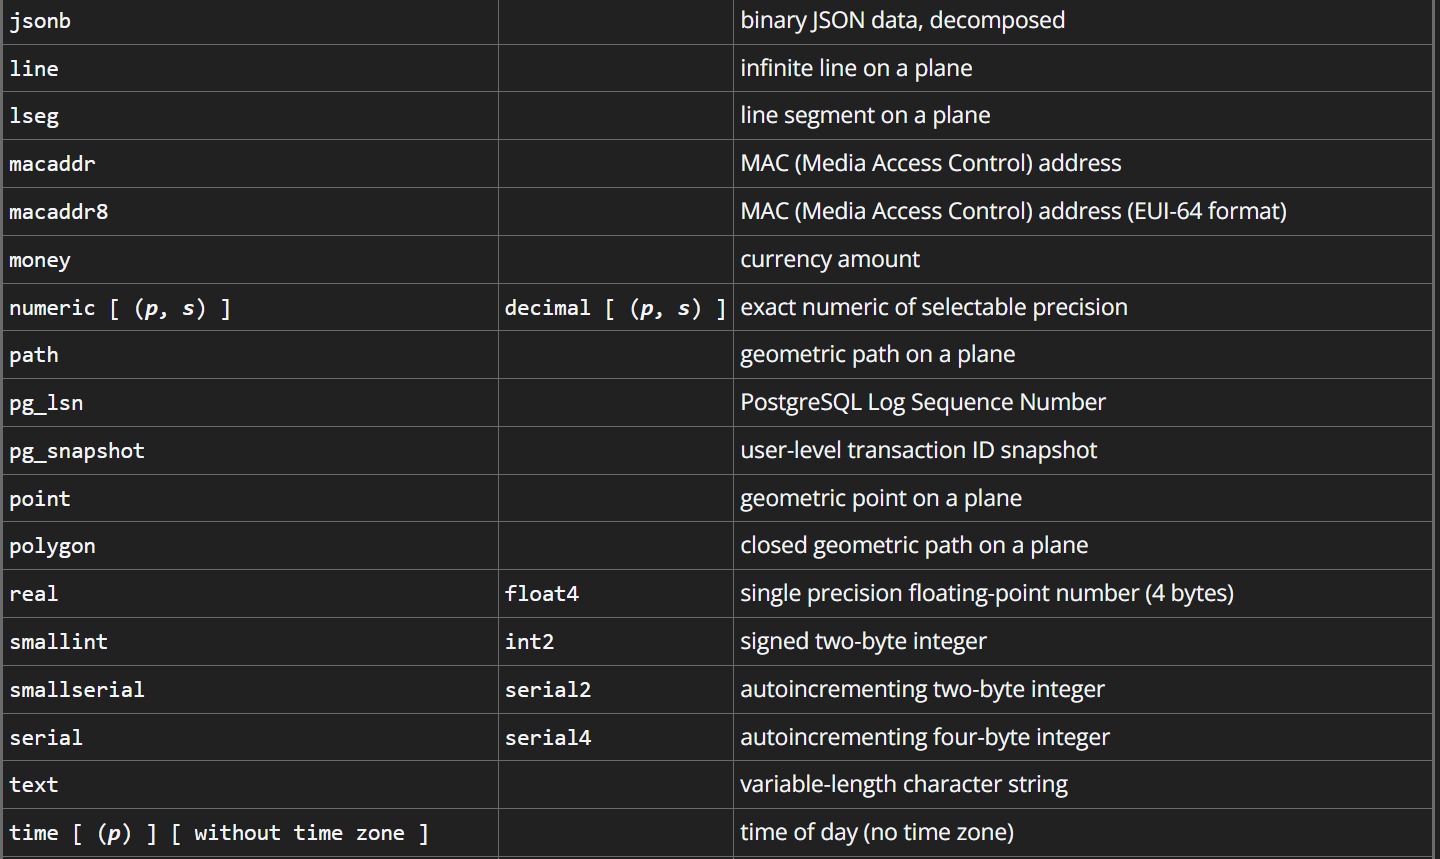 jsonb binary JSON data, decomposed
line infinite line on a plane
lseg line segment on a plane
macaddr MAC (Media Access Control) address
macaddr8 MAC (Media Access Control) address (EUI-64 format)
money currency amount
numeric [ (p, s) ] decimal [ (p, s) ] exact numeric of selectable precision
path geometric path on a plane
pg_lsn PostgreSQL Log Sequence Number
pg_snapshot user-level transaction ID snapshot
point geometric point on a plane
polygon closed geometric path on a plane
real float4 single precision floating-point number (4 bytes)
smallint int2 signed two-byte integer
smallserial serial2 autoincrementing two-byte integer
serial serial4 autoincrementing four-byte integer
text variable-length character string
time [ (p) ] [ without time zone ] time of day (no time zone)